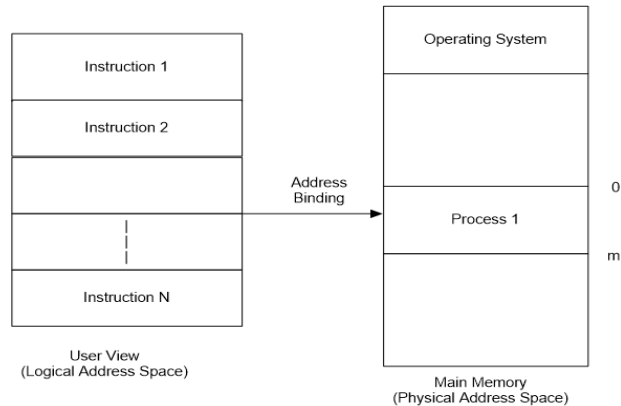 Instruction 1
Instruction 2
Instruction N
User View
(Logical Address Space)
Address
Binding
Operating System
0
Process 1
m
Main Memory
(Physical Address Space)